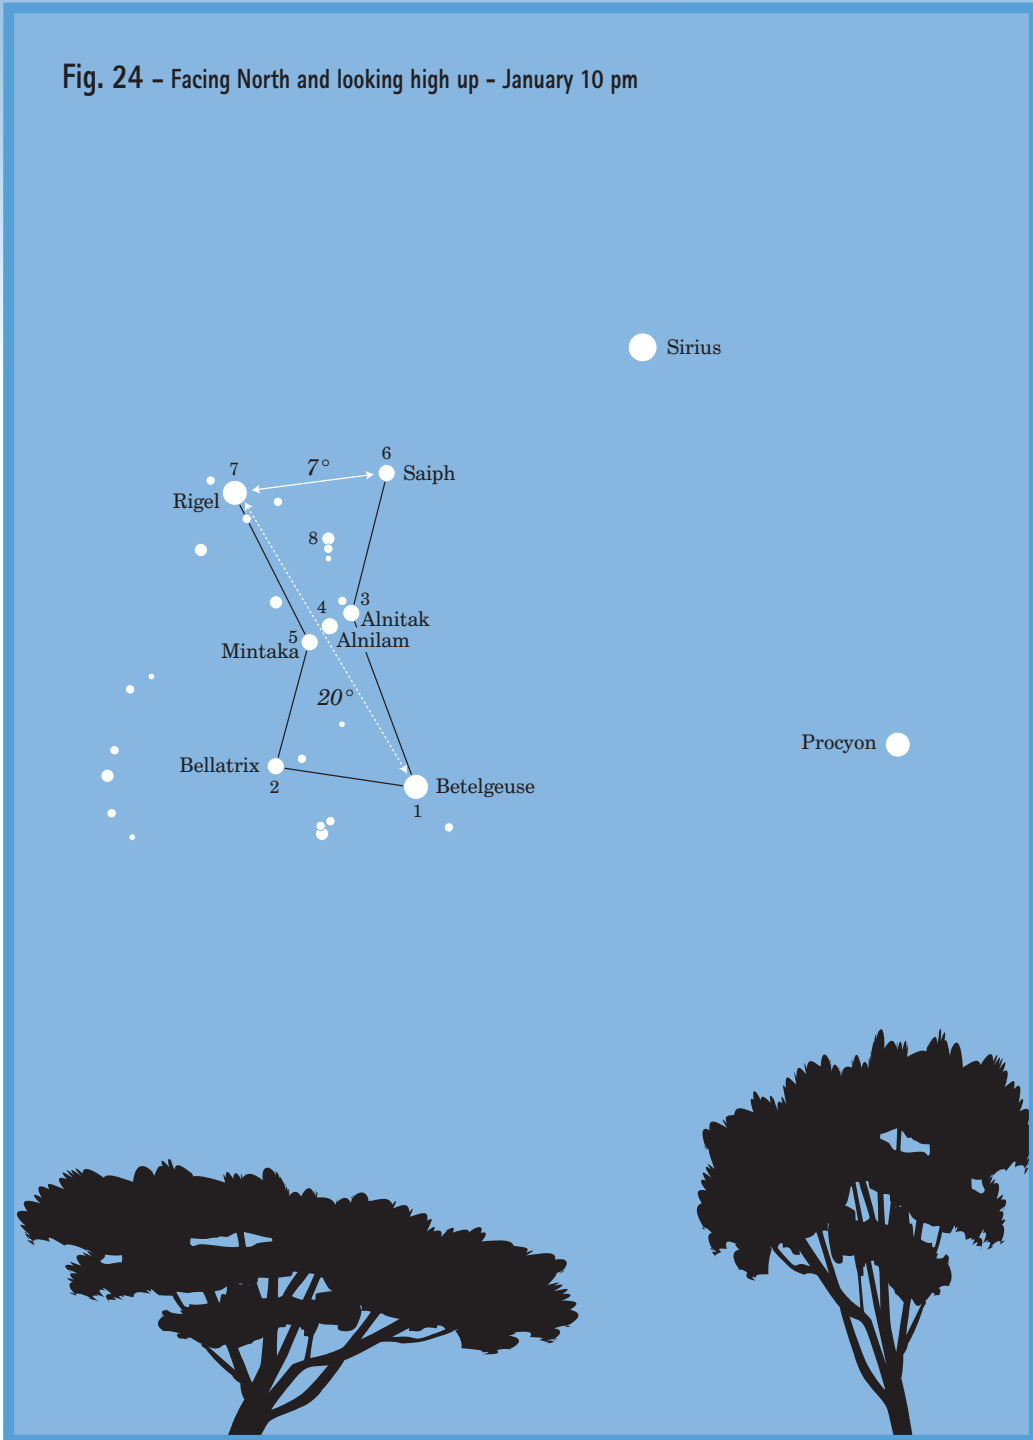 Fig. 24 – Facing North and looking high up – January 10 pm
Sirius
6
7
7°
Saiph
Rigel
8
3
4
Alnitak
5
Alnilam
Mintaka
20°
Procyon
Bellatrix
2
Betelgeuse
1